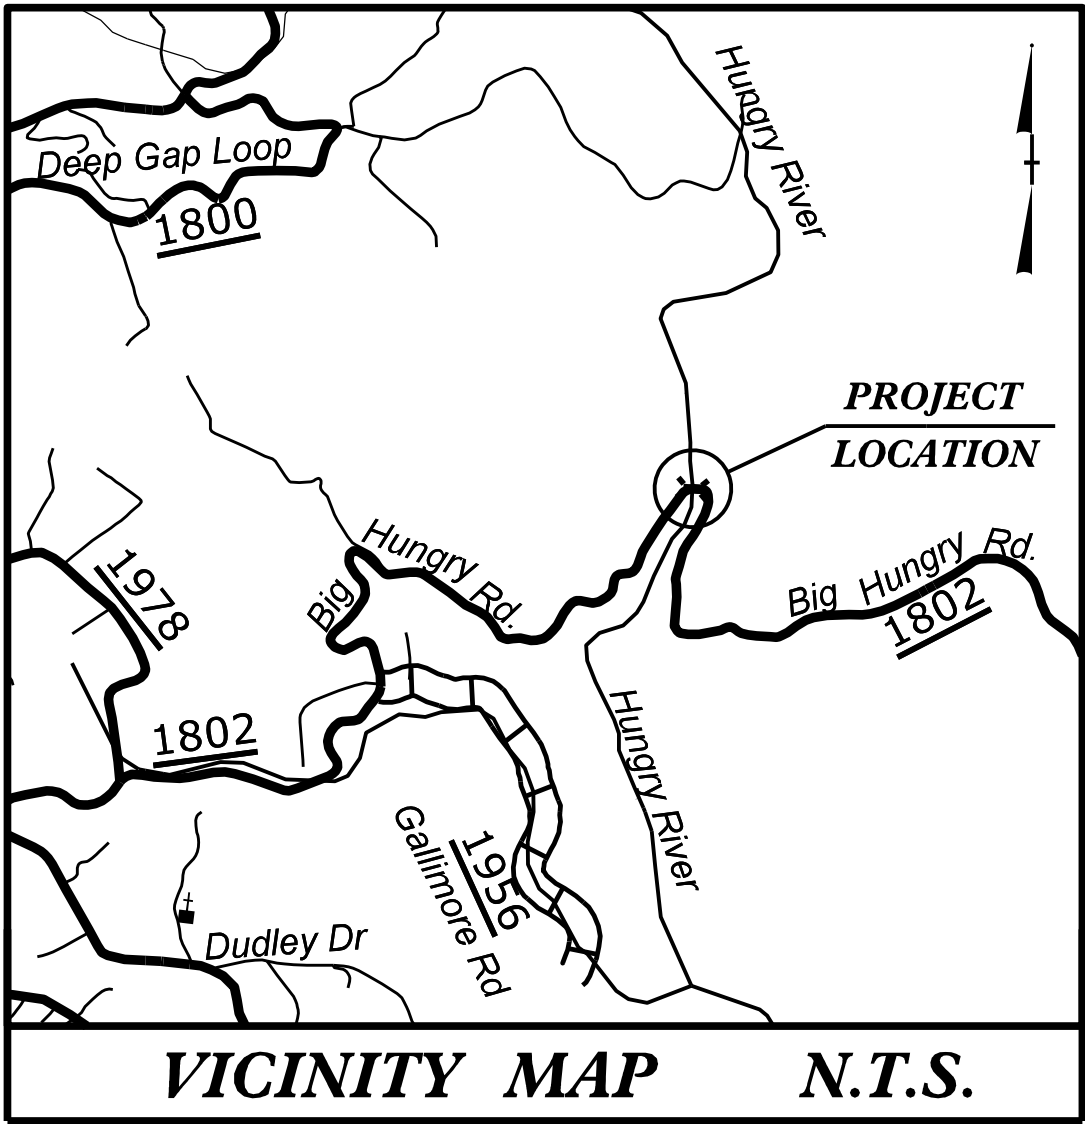 Hungry River
Deep Gap Loop
1800
PROJECT
LOCATION
Big Hungry Rd.
1978
Big Hungry Rd.
1802
1802
Hungry River
Gallimore Rd
1956
Dudley Dr
VICINITY MAP N.T.S.